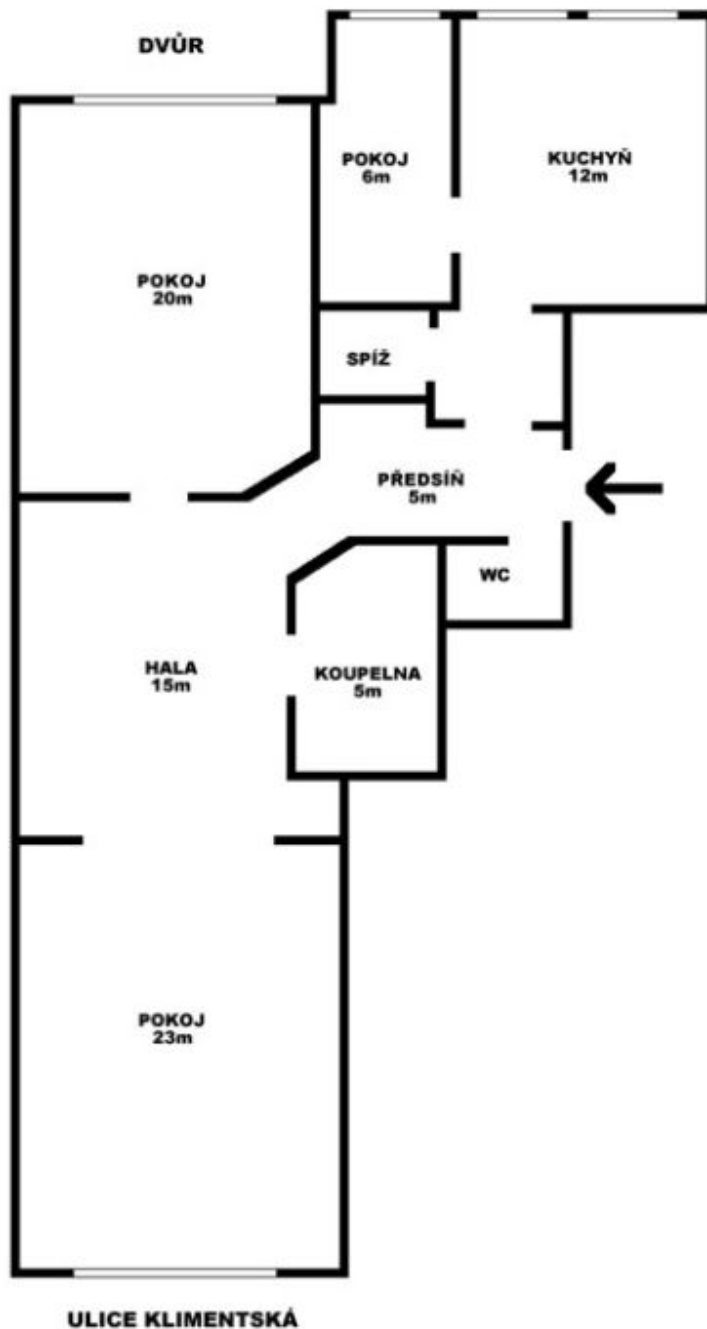 DVŮR
POKOJ
6m
KUCHYŇ
12m
POKOJ
20m
SPÍŽ
PŘEDSÍŇ
5m
WC
HALA
15m
KOUPELNA
5m
POKOJ
23m
ULICE KLIMENTSKÁ